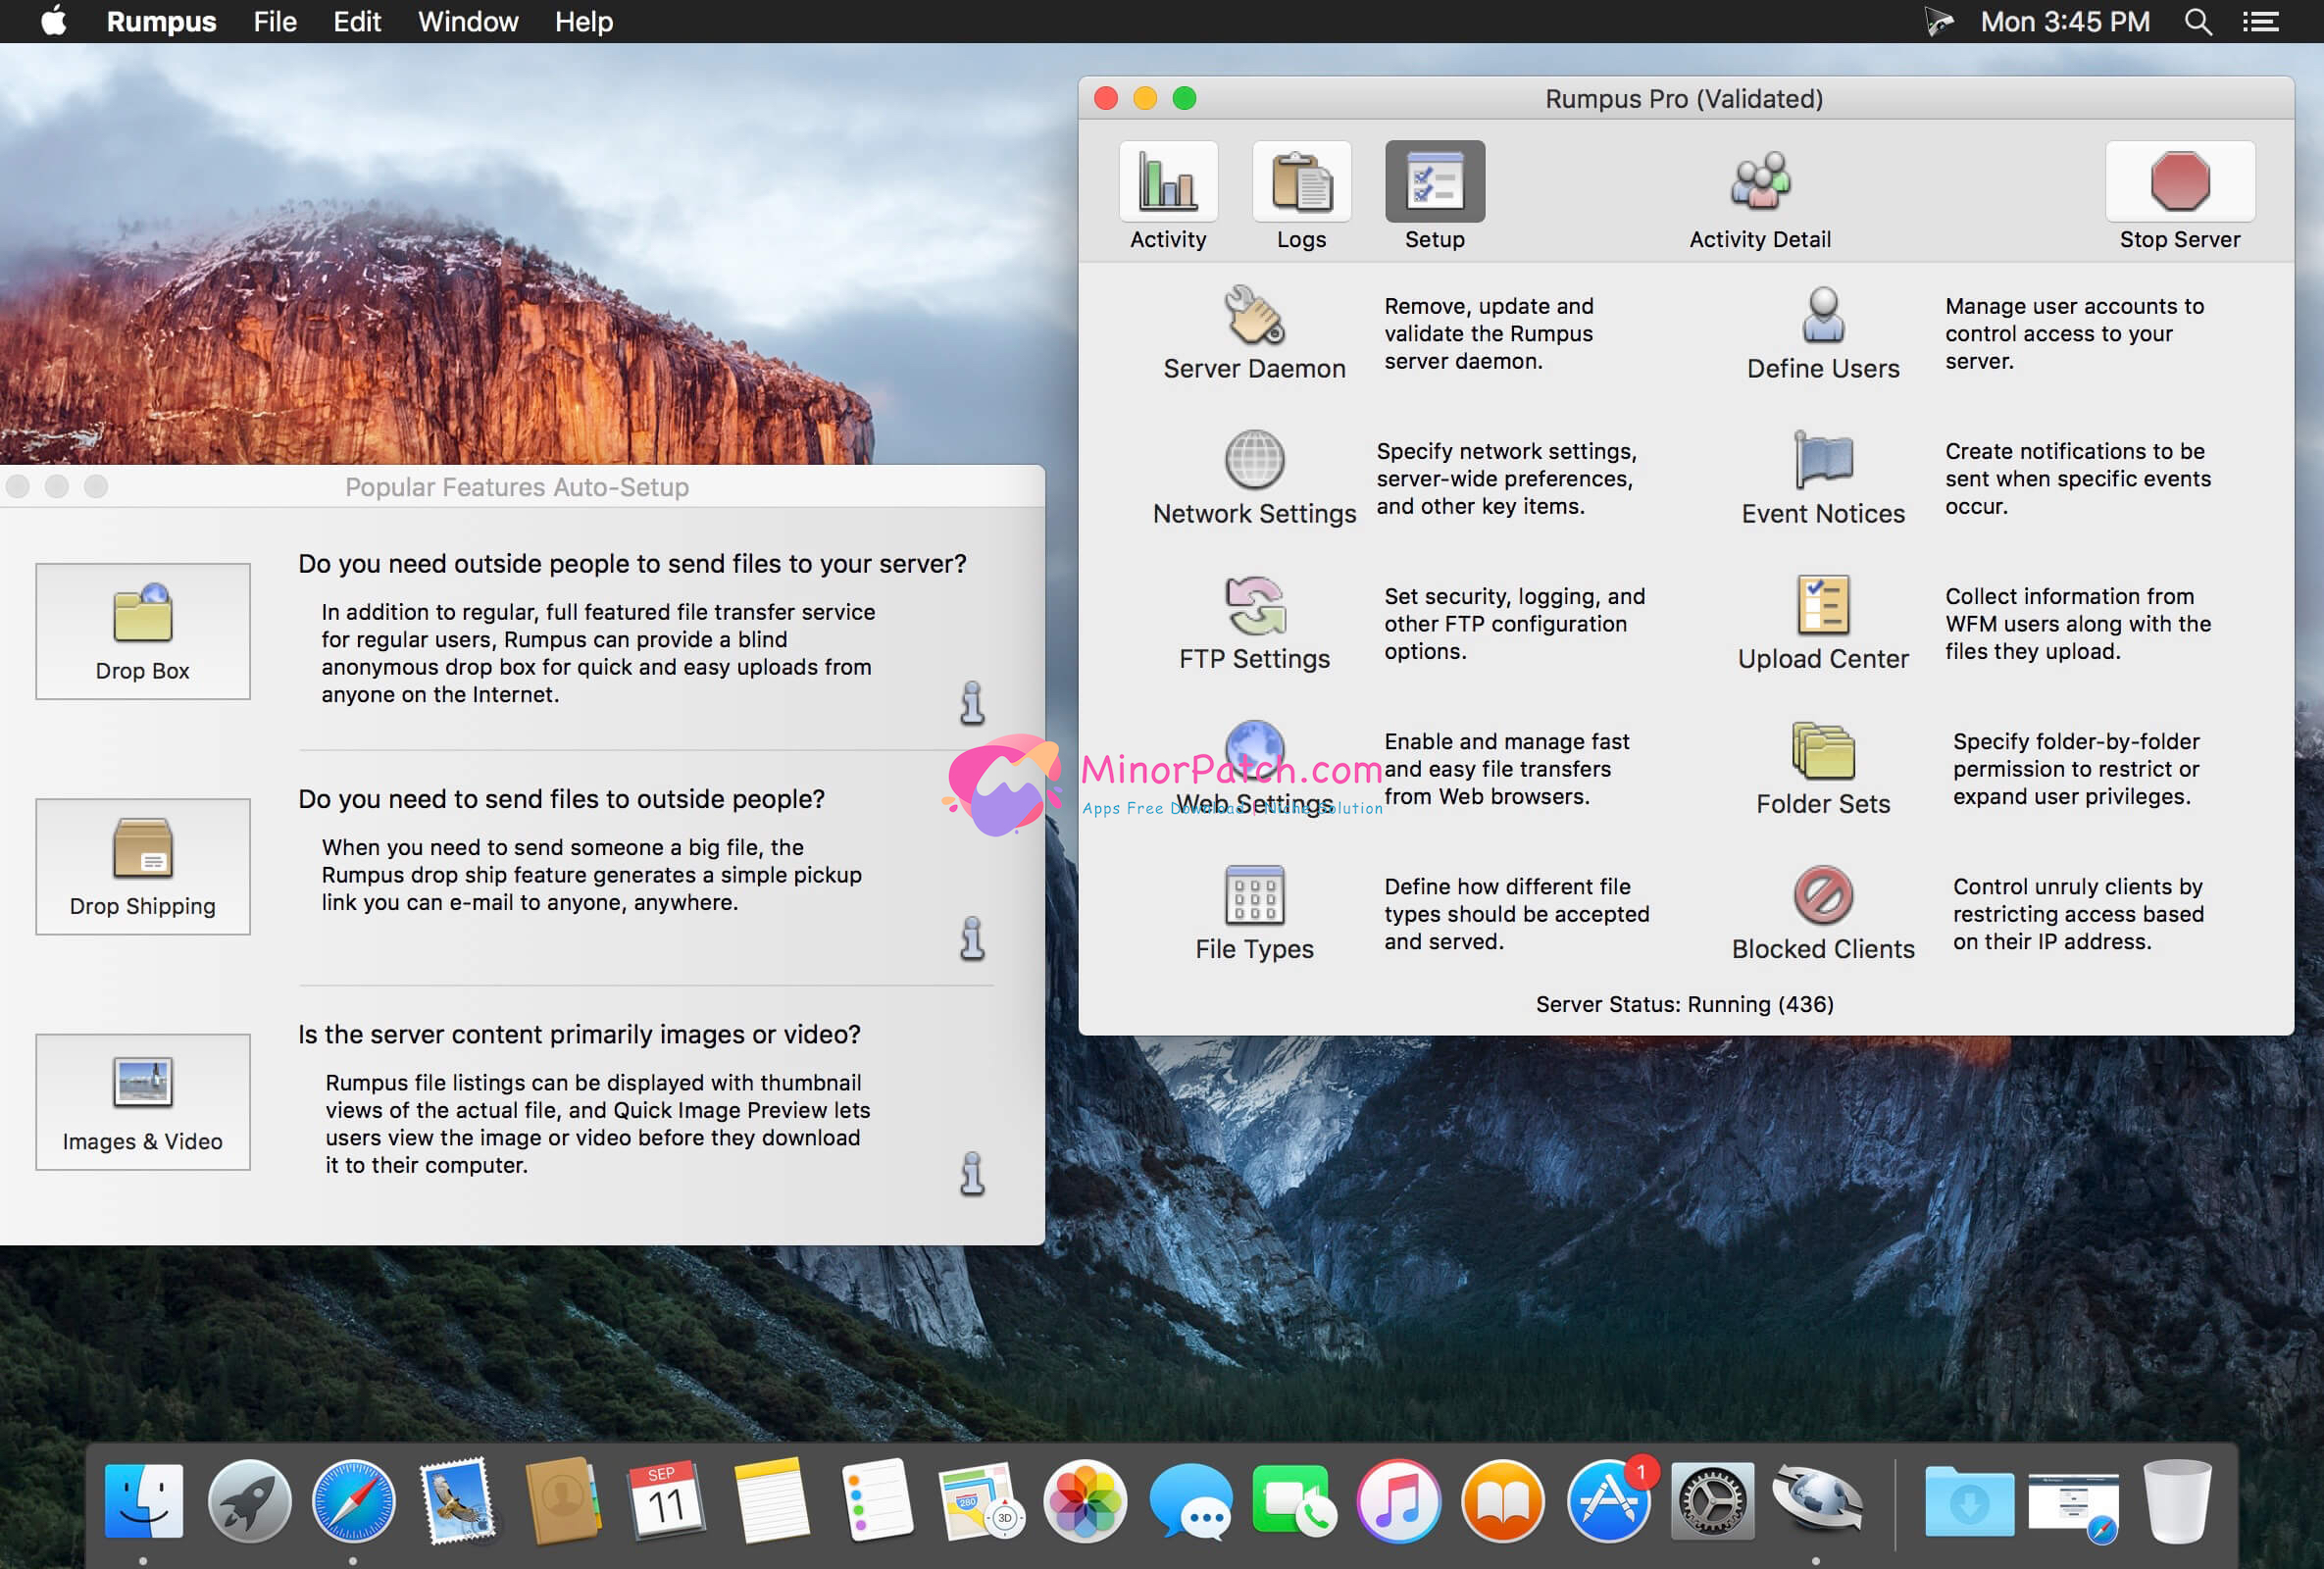 Rumpus File Edit Window Help
Mon 3:45 PM
Rumpus Pro (Validated)
Activity
Logs
Setup
Activity Detail
Stop Server
Server Daemon
Remove, update and
validate the Rumpus
server daemon.
Define Users
Manage user accounts to
control access to your
server.
Network Settings
Specify network settings,
server-wide preferences,
and other key items.
Event Notices
Create notifications to be
sent when specific events
occur.
FTP Settings
Set security, logging, and
other FTP configuration
options.
Upload Center
Collect information from
WFM users along with the
files they upload.
Web Settings
Enable and manage fast
and easy file transfers
from Web browsers.
Folder Sets
Specify folder-by-folder
permission to restrict or
expand user privileges.
File Types
Define how different file
types should be accepted
and served.
Blocked Clients
Control unruly clients by
restricting access based
on their IP address.
Server Status: Running (436)
Popular Features Auto-Setup
Drop Box
Do you need outside people to send files to your server?
In addition to regular, full featured file transfer service
for regular users, Rumpus can provide a blind
anonymous drop box for quick and easy uploads from
anyone on the Internet.
Drop Shipping
Do you need to send files to outside people?
When you need to send someone a big file, the
Rumpus drop ship feature generates a simple pickup
link you can e-mail to anyone, anywhere.
Images & Video
Is the server content primarily images or video?
Rumpus file listings can be displayed with thumbnail
views of the actual file, and Quick Image Preview lets
users view the image or video before they download
it to their computer.
MinorPatch.com
Apps Free Download | Niche Solution
SEP
11
280
3D
1